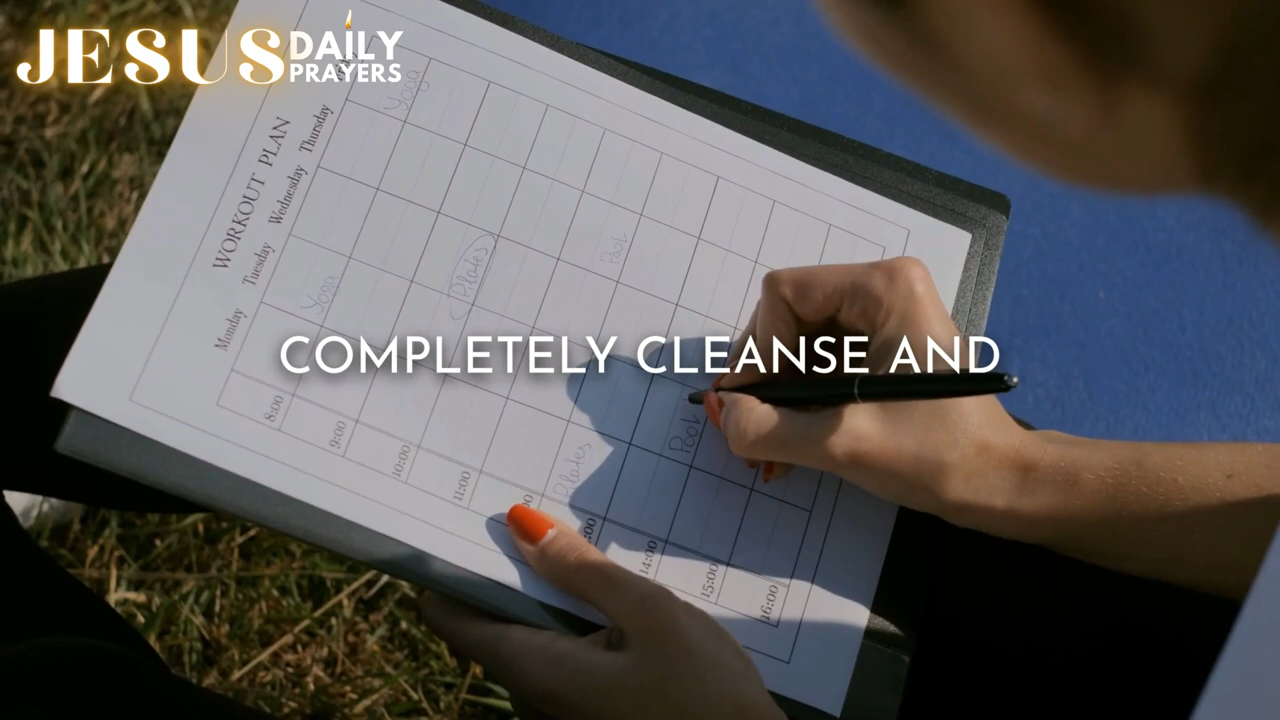 JESUS DAILY
PRAYERS
WORKOUT PLAN
Monday Tuesday Wednesday Thursday
Yoga
Yoga
Pilates
Pool
Pilates
Pool
COMPLETELY CLEANSE AND
8:00
9:00
10:00
11:00
14:00
15:00
16:00